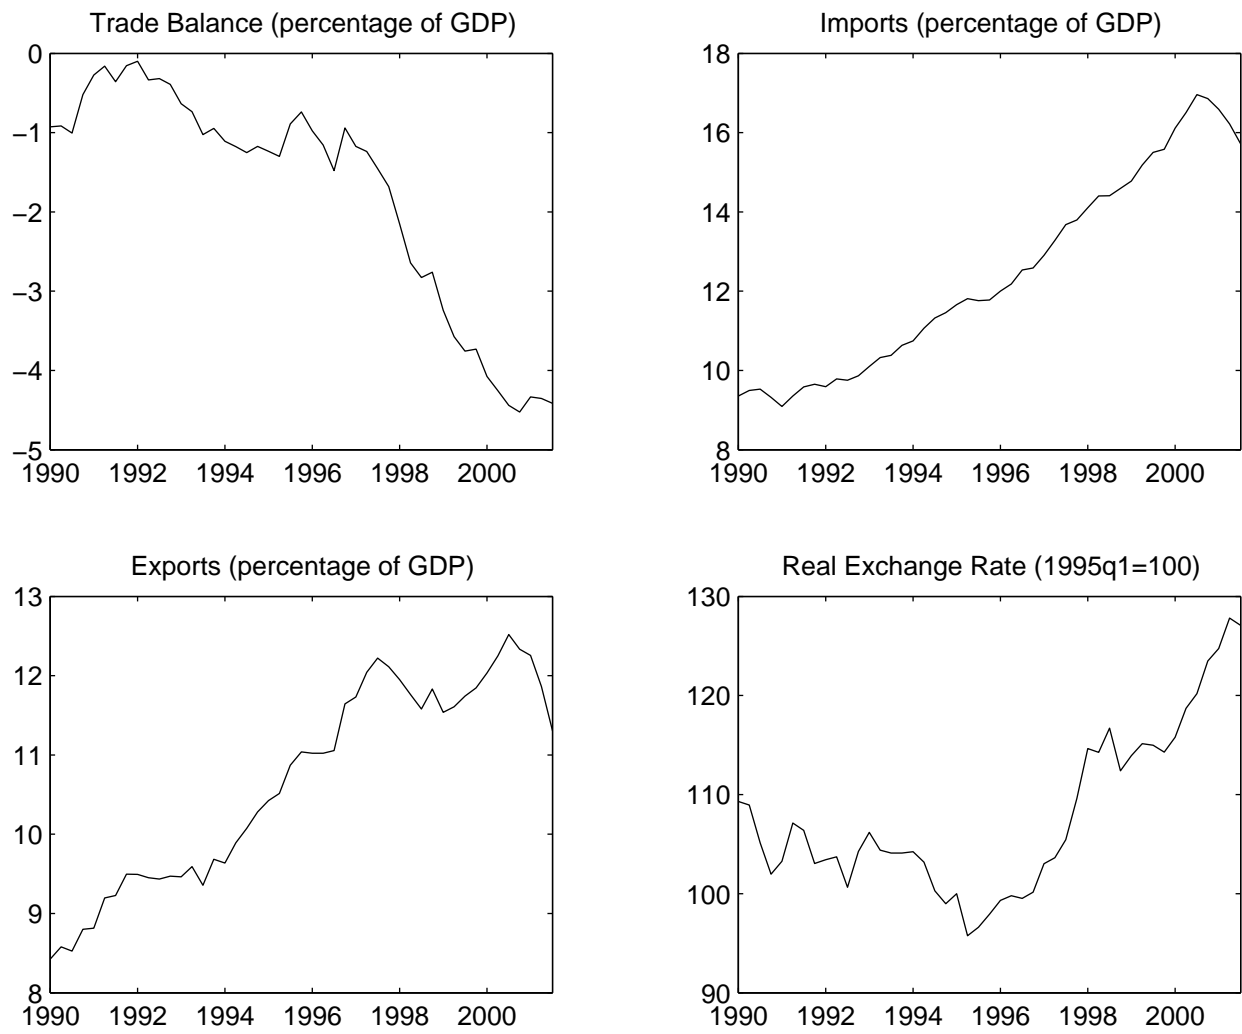 Trade Balance (percentage of GDP)
0
−1
−2
−3
−4
−5
1990 1992 1994 1996 1998 2000
Imports (percentage of GDP)
18
16
14
12
10
8
1990 1992 1994 1996 1998 2000
Exports (percentage of GDP)
13
12
11
10
9
8
1990 1992 1994 1996 1998 2000
Real Exchange Rate (1995q1=100)
130
120
110
100
90
1990 1992 1994 1996 1998 2000